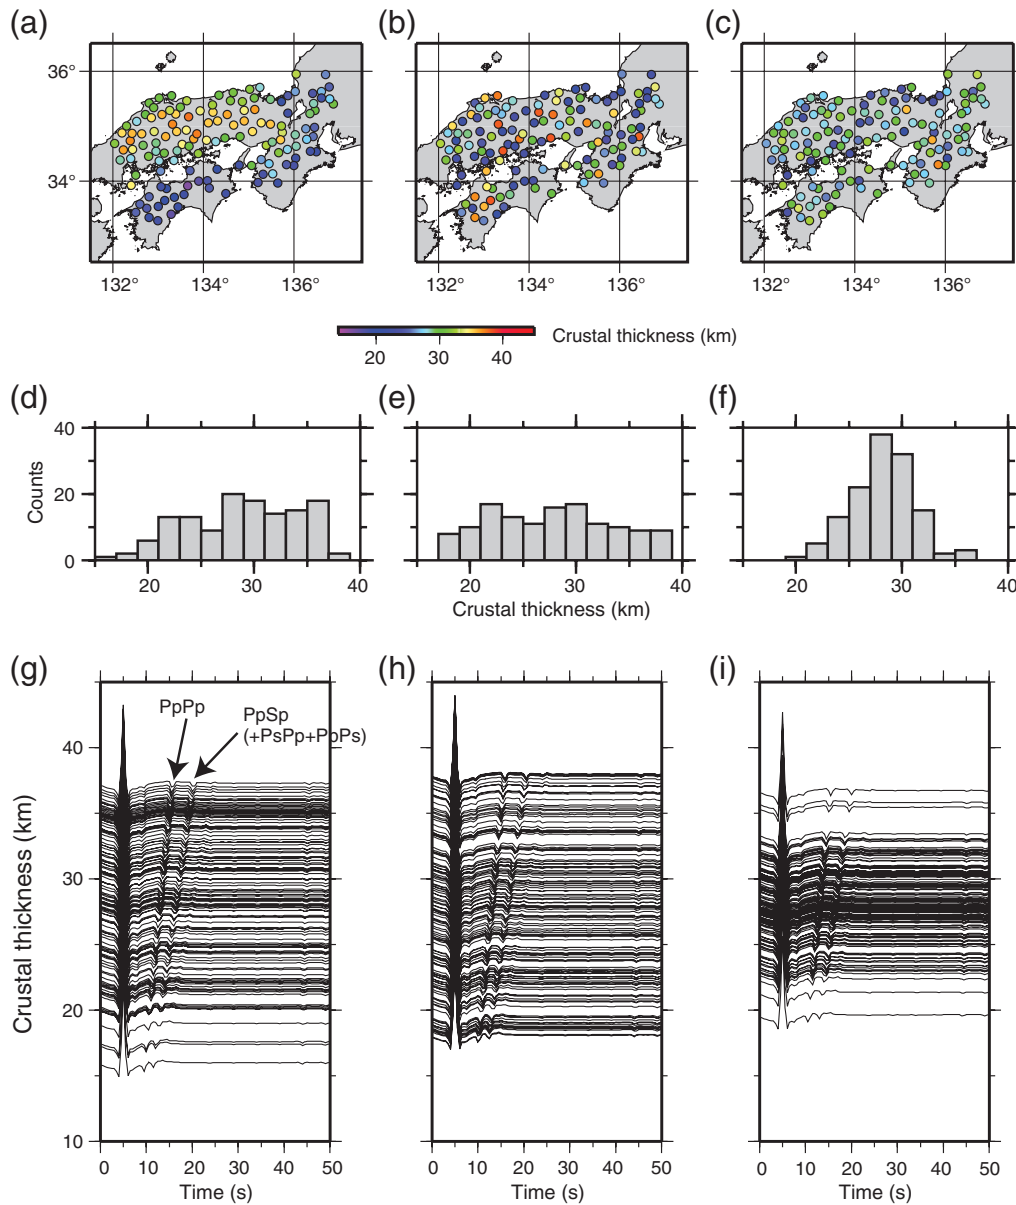 (a) (b) (c)
36°
34°
132° 134° 136° 132° 134° 136° 132° 134° 136°
Crustal thickness (km)
20 30 40
(d) (e) (f)
40
20
0
Counts
20 30 40 20 30 40 20 30 40
Crustal thickness (km)
(g) (h) (i)
PpPp
PpSp
(+PsPp+PpPs)
40
30
20
10
Crustal thickness (km)
0 10 20 30 40 50 0 10 20 30 40 50 0 10 20 30 40 50
Time (s) Time (s) Time (s)